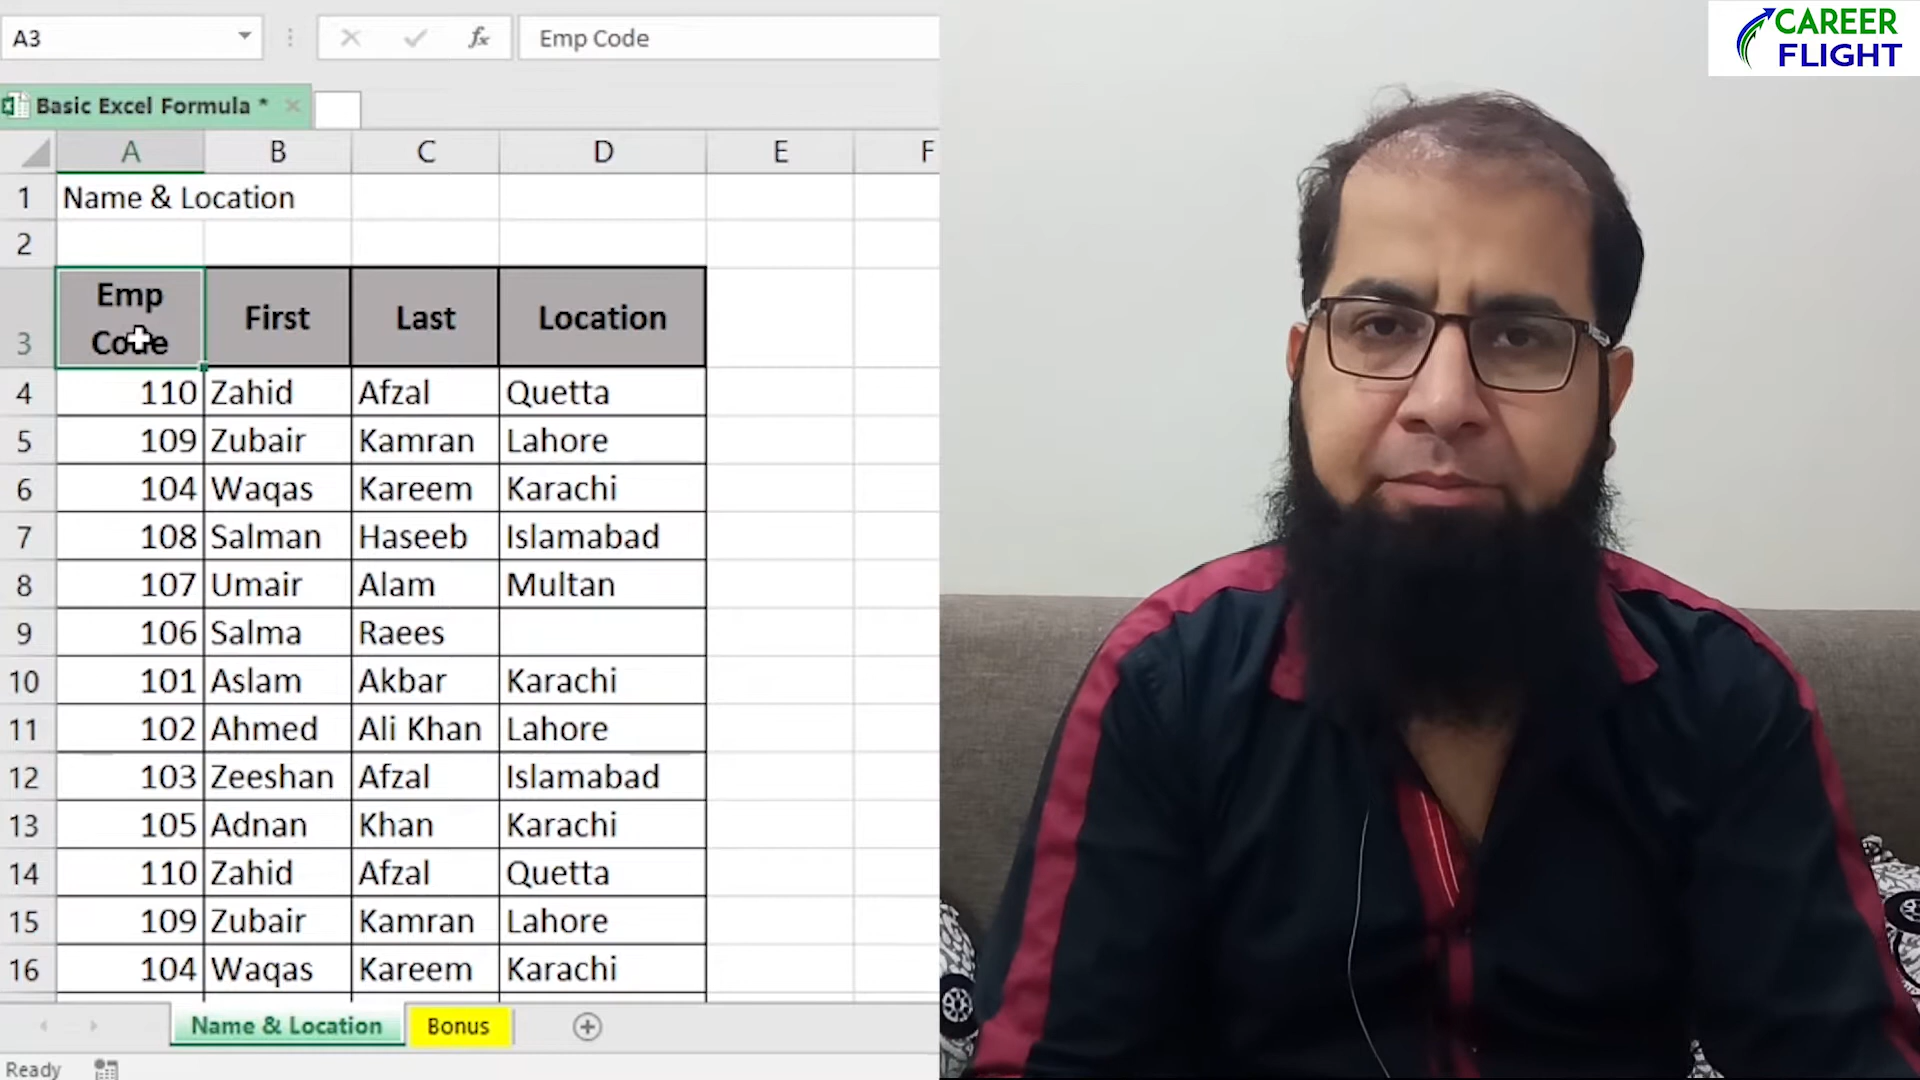 A3
fx
Emp Code
CAREER
FLIGHT
Basic Excel Formula *
A B C D E F
1 Name & Location
2
3 Emp Code First Last Location
4 110 Zahid Afzal Quetta
5 109 Zubair Kamran Lahore
6 104 Waqas Kareem Karachi
7 108 Salman Haseeb Islamabad
8 107 Umair Alam Multan
9 106 Salma Raees
10 101 Aslam Akbar Karachi
11 102 Ahmed Ali Khan Lahore
12 103 Zeeshan Afzal Islamabad
13 105 Adnan Khan Karachi
14 110 Zahid Afzal Quetta
15 109 Zubair Kamran Lahore
16 104 Waqas Kareem Karachi
Name & Location Bonus
Ready